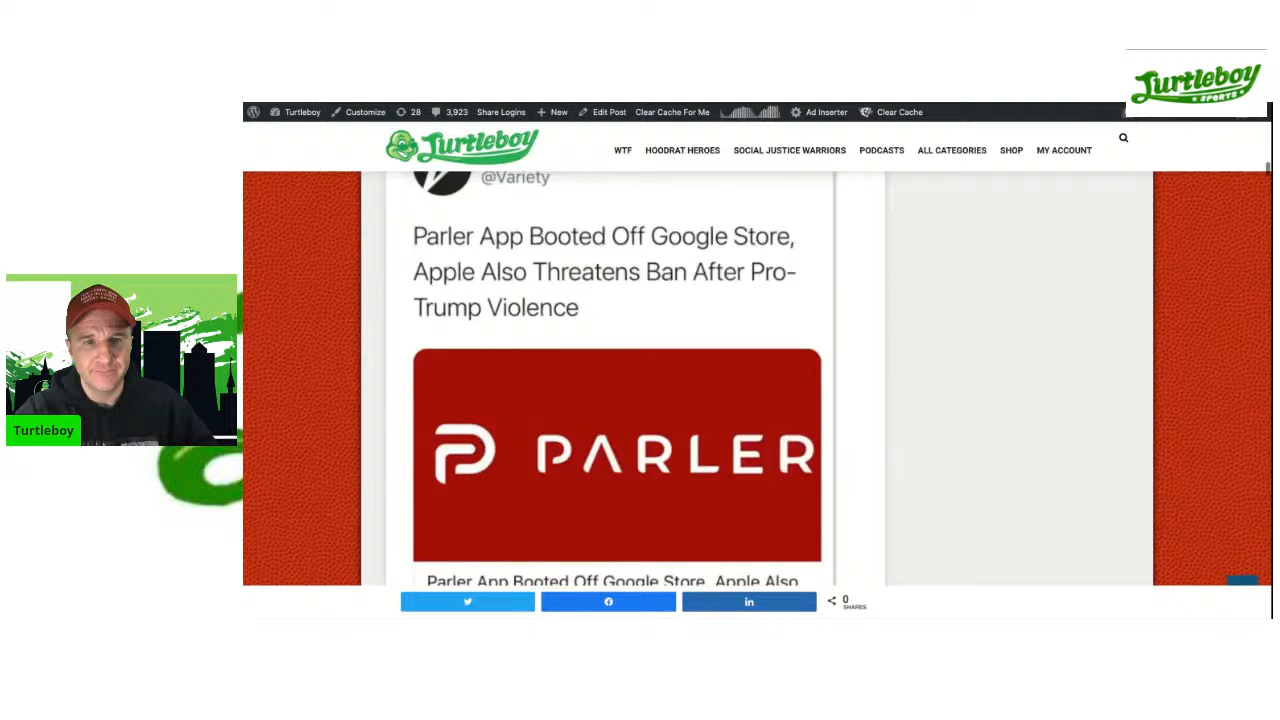 Turtleboy
SPORTS
Turtleboy Customize 28 3,923 Share Logins New Edit Post Clear Cache For Me Ad Inserter Clear Cache
Turtleboy
WTF HOODRAT HEROES SOCIAL JUSTICE WARRIORS PODCASTS ALL CATEGORIES SHOP MY ACCOUNT
@Variety
Parler App Booted Off Google Store,
Apple Also Threatens Ban After Pro-
Trump Violence
PARLER
Parler App Booted Off Google Store, Apple Also
0
SHARES
Turtleboy